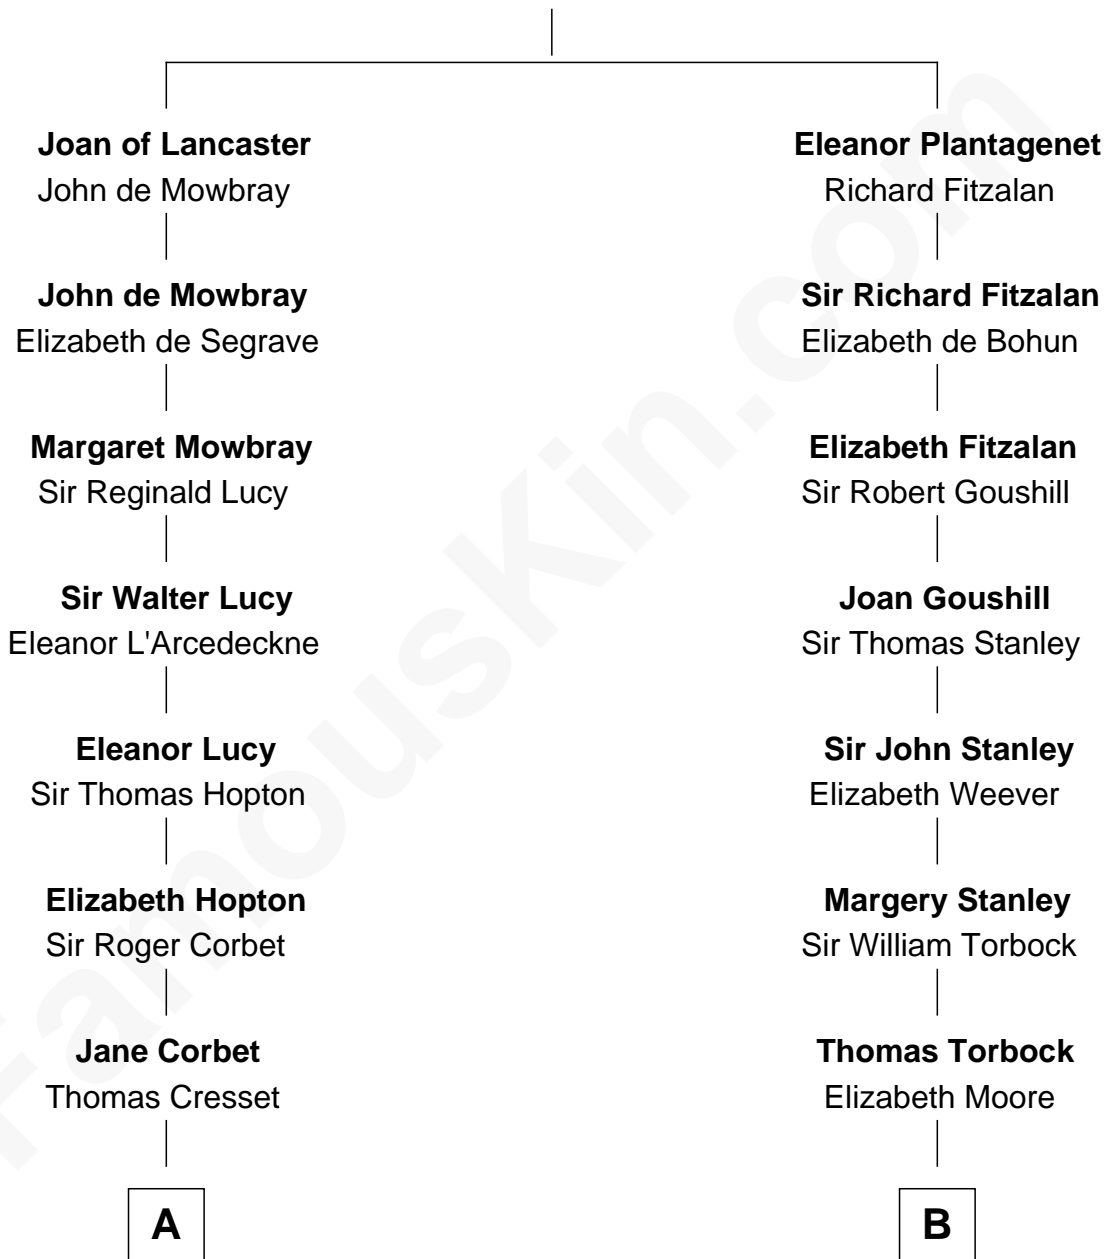 Joan of Lancaster
John de Mowbray
Eleanor Plantagenet
Richard Fitzalan
John de Mowbray
Elizabeth de Segrave
Sir Richard Fitzalan
Elizabeth de Bohun
Margaret Mowbray
Sir Reginald Lucy
Elizabeth Fitzalan
Sir Robert Goushill
Sir Walter Lucy
Eleanor L'Arcedeckne
Joan Goushill
Sir Thomas Stanley
Eleanor Lucy
Sir Thomas Hopton
Sir John Stanley
Elizabeth Weever
Elizabeth Hopton
Sir Roger Corbet
Margery Stanley
Sir William Torbock
Jane Corbet
Thomas Cresset
Thomas Torbock
Elizabeth Moore
A
B
FamousKin.com